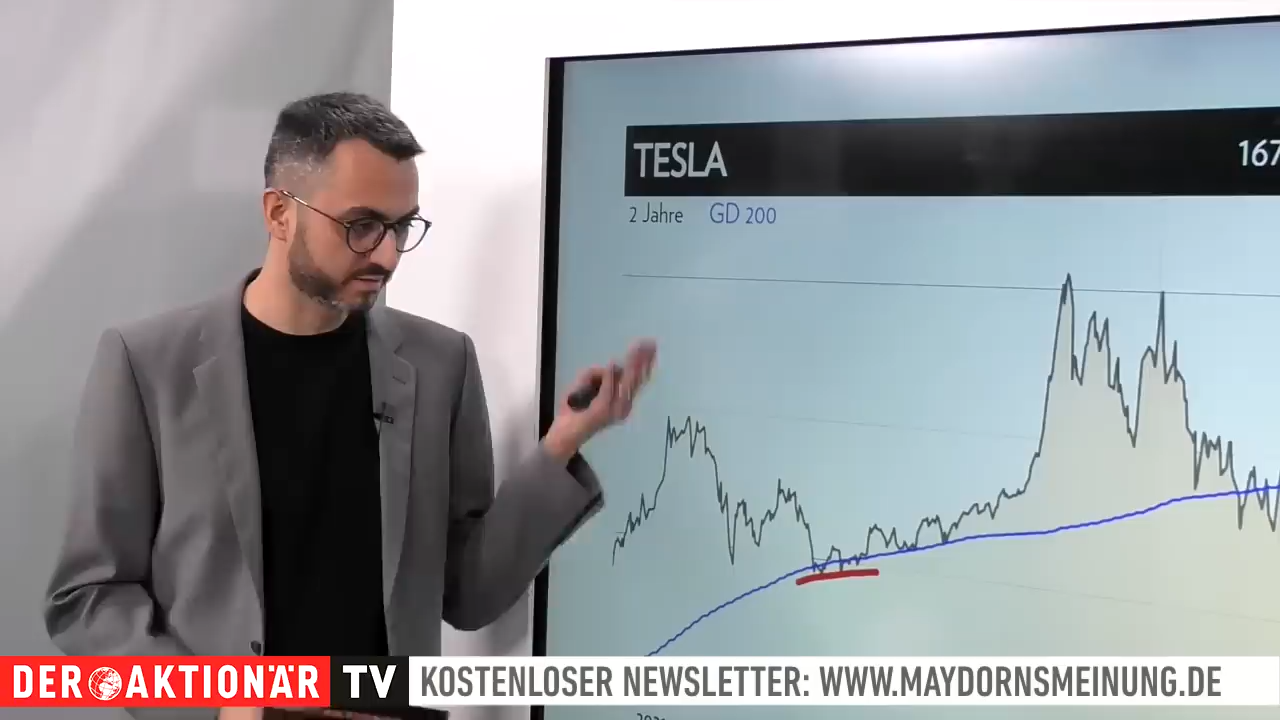 TESLA
167
2 Jahre GD 200
DER AKTIONÄR TV KOSTENLOSER NEWSLETTER: WWW.MAYDORNSMEINUNG.DE